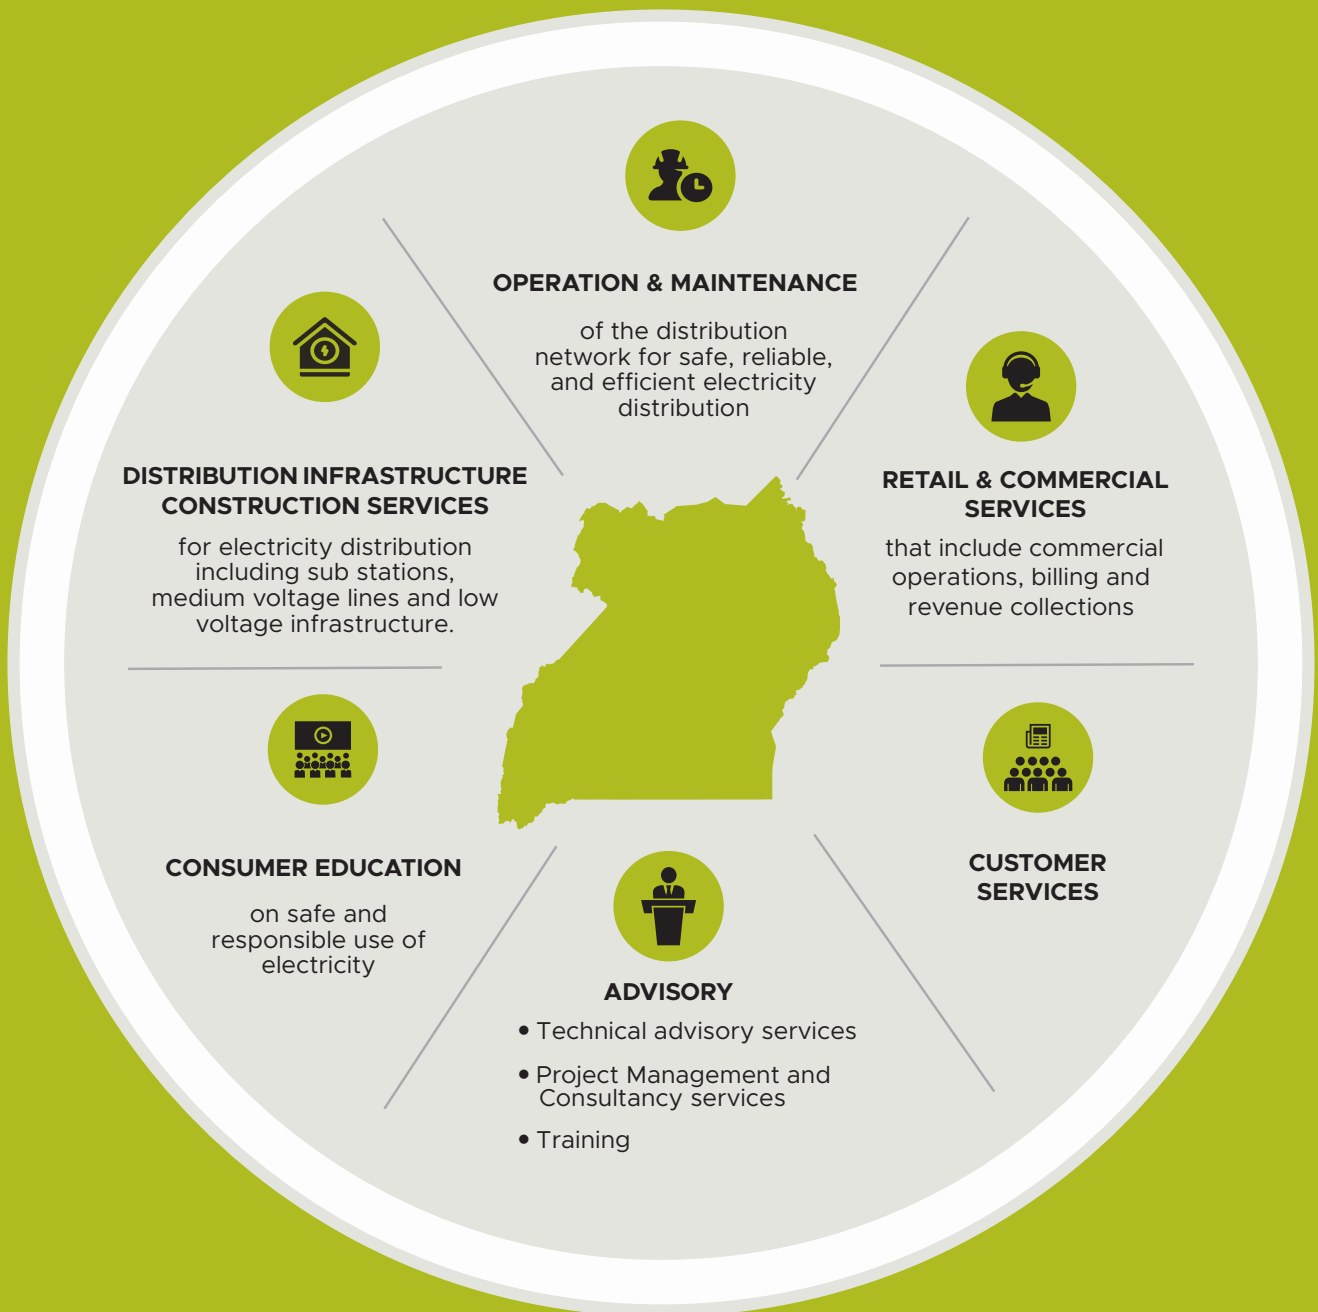 OPERATION & MAINTENANCE
of the distribution
network for safe, reliable,
and efficient electricity
distribution
RETAIL & COMMERCIAL
SERVICES
that include commercial
operations, billing and
revenue collections
CUSTOMER
SERVICES
ADVISORY
• Technical advisory services
• Project Management and
Consultancy services
• Training
CONSUMER EDUCATION
on safe and
responsible use of
electricity
DISTRIBUTION INFRASTRUCTURE
CONSTRUCTION SERVICES
for electricity distribution
including sub stations,
medium voltage lines and low
voltage infrastructure.